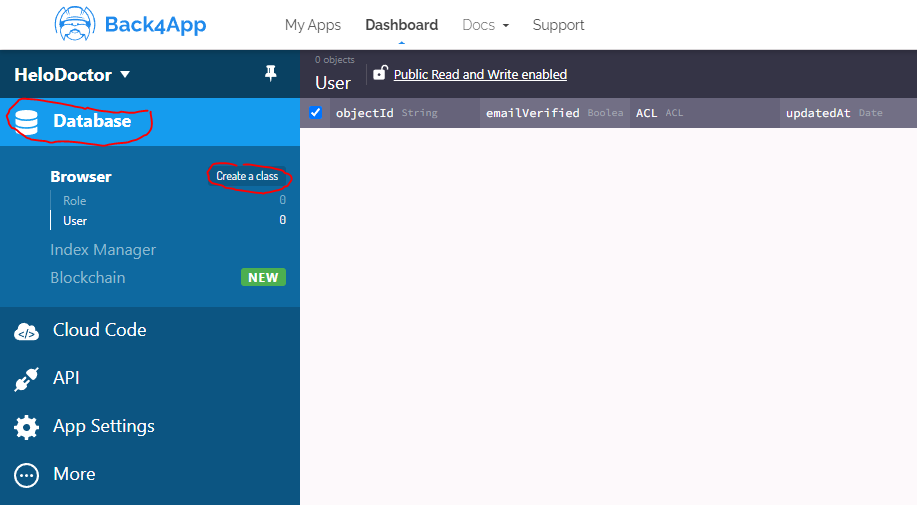 Back4App My Apps Dashboard Docs Support
HeloDoctor
0 objects
User Public Read and Write enabled
Database
objectId String emailVerified Boolea ACL ACL updatedAt Date
Browser Create a class
Role 0
User 0
Index Manager
Blockchain NEW
Cloud Code
API
App Settings
More